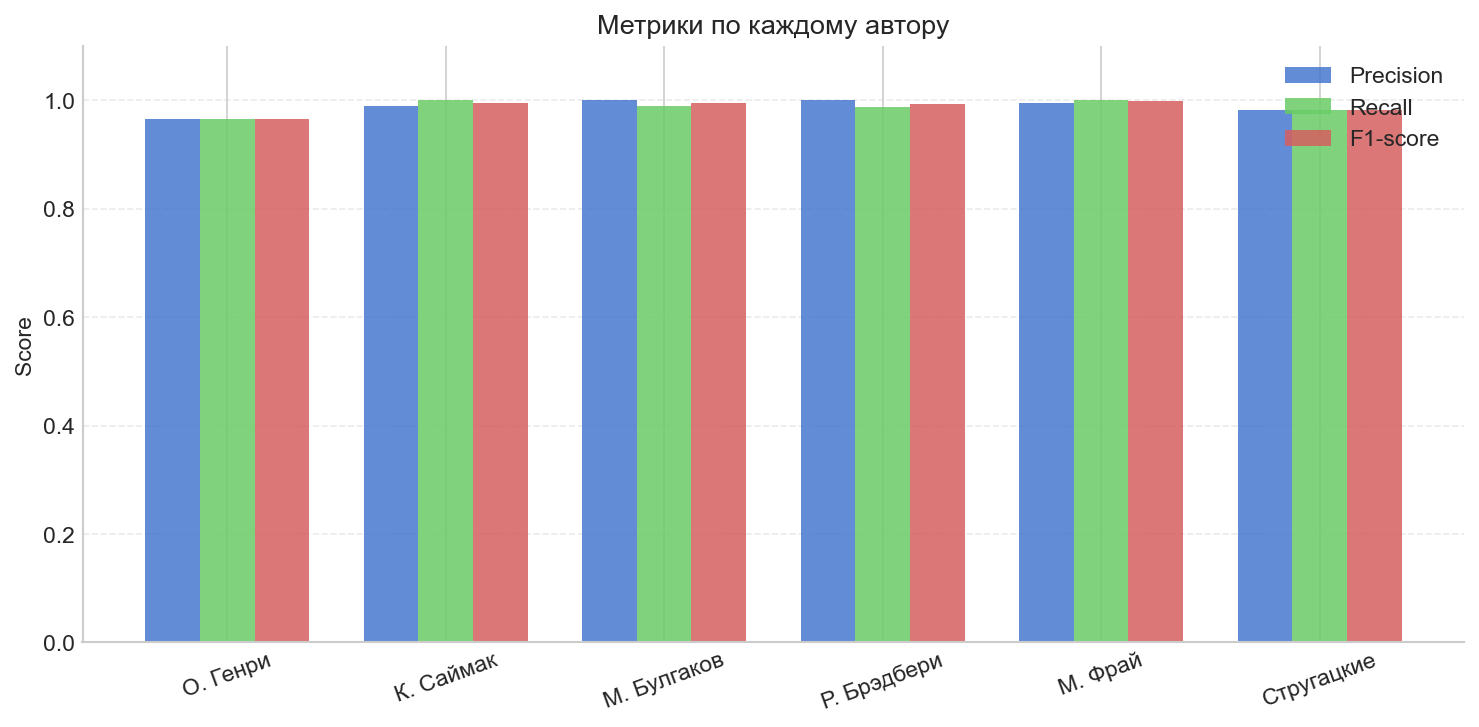 Метрики по каждому автору
Precision
Recall
F1-score
Score
1.0
0.8
0.6
0.4
0.2
0.0
О. Генри
К. Саймак
М. Булгаков
Р. Брэдбери
М. Фрай
Стругацкие